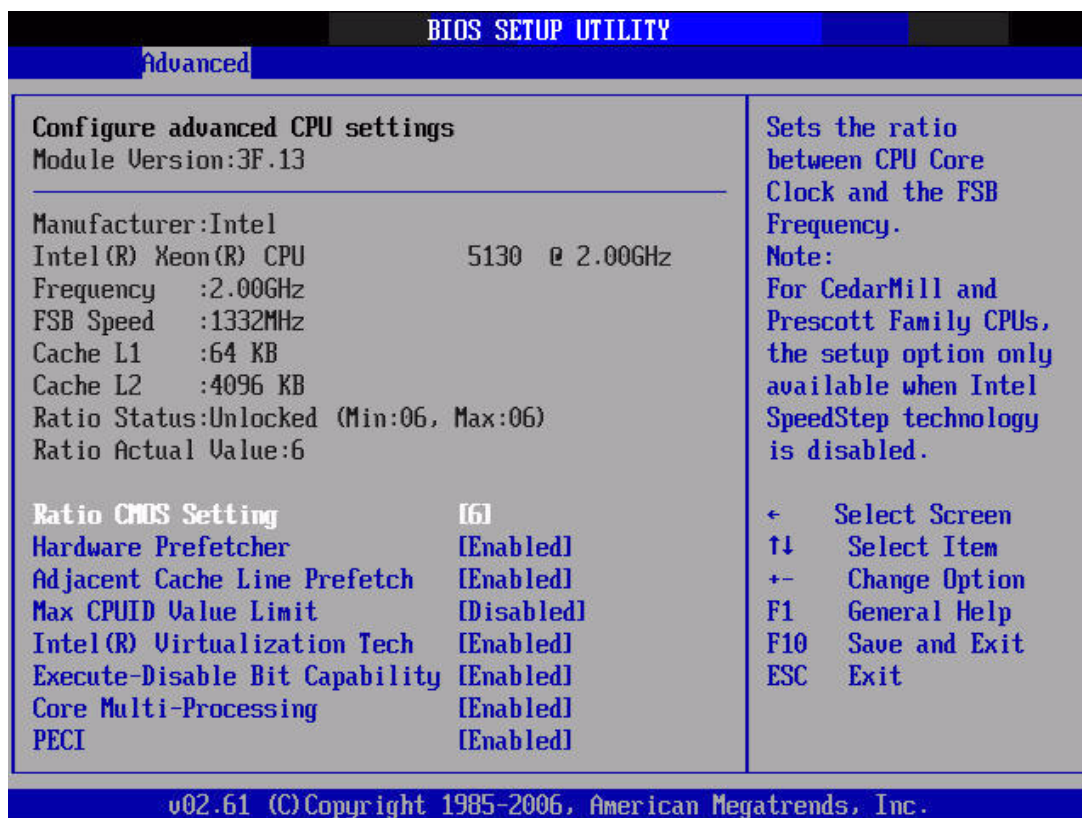 BIOS SETUP UTILITY
Advanced
Configure advanced CPU settings
Module Version:3F.13
Manufacturer:Intel
Intel(R) Xeon(R) CPU 5130 @ 2.00GHz
Frequency :2.00GHz
FSB Speed :1332MHz
Cache L1 :64 KB
Cache L2 :4096 KB
Ratio Status:Unlocked (Min:06, Max:06)
Ratio Actual Value:6
Ratio CMOS Setting [6]
Hardware Prefetcher [Enabled]
Adjacent Cache Line Prefetch [Enabled]
Max CPUID Value Limit [Disabled]
Intel(R) Virtualization Tech [Enabled]
Execute-Disable Bit Capability [Enabled]
Core Multi-Processing [Enabled]
PECI [Enabled]
Sets the ratio
between CPU Core
Clock and the FSB
Frequency.
Note:
For CedarMill and
Prescott Family CPUs,
the setup option only
available when Intel
SpeedStep technology
is disabled.
← Select Screen
↑↓ Select Item
+- Change Option
F1 General Help
F10 Save and Exit
ESC Exit
v02.61 (C)Copyright 1985-2006, American Megatrends, Inc.